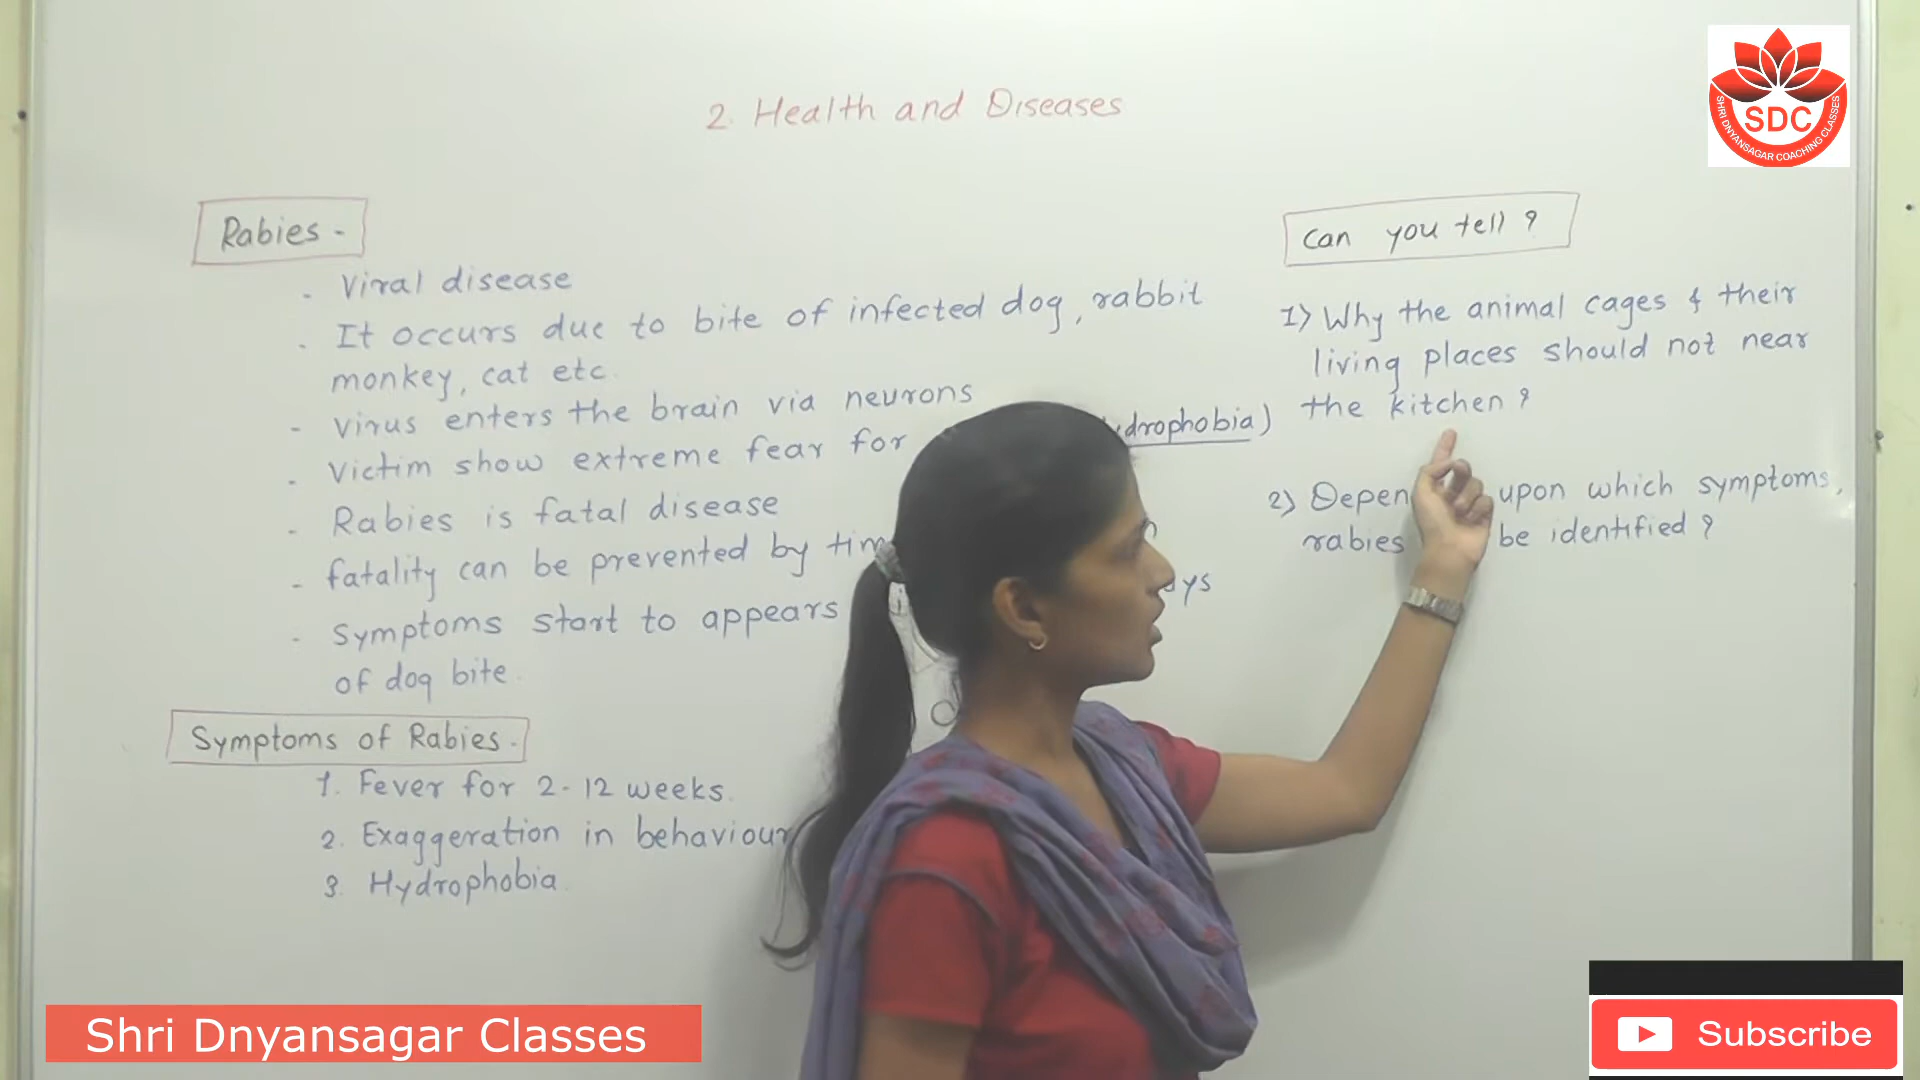 2. Health and Diseases
SDC
SHRI DNYANSAGAR COACHING CLASSES
Rabies -
. Viral disease
. It occurs due to bite of infected dog, rabbit
monkey, cat etc.
- Virus enters the brain via neurons
. Victim show extreme fear for drophobia)
. Rabies is fatal disease
- fatality can be prevented by tim
- Symptoms start to appears ays
of dog bite.
Symptoms of Rabies.
1. Fever for 2-12 weeks.
2. Exaggeration in behaviour
3. Hydrophobia.
Can you tell ?
1) Why the animal cages & their
living places should not near
the kitchen ?
2) Depen upon which symptoms,
rabies be identified ?
Shri Dnyansagar Classes
Subscribe